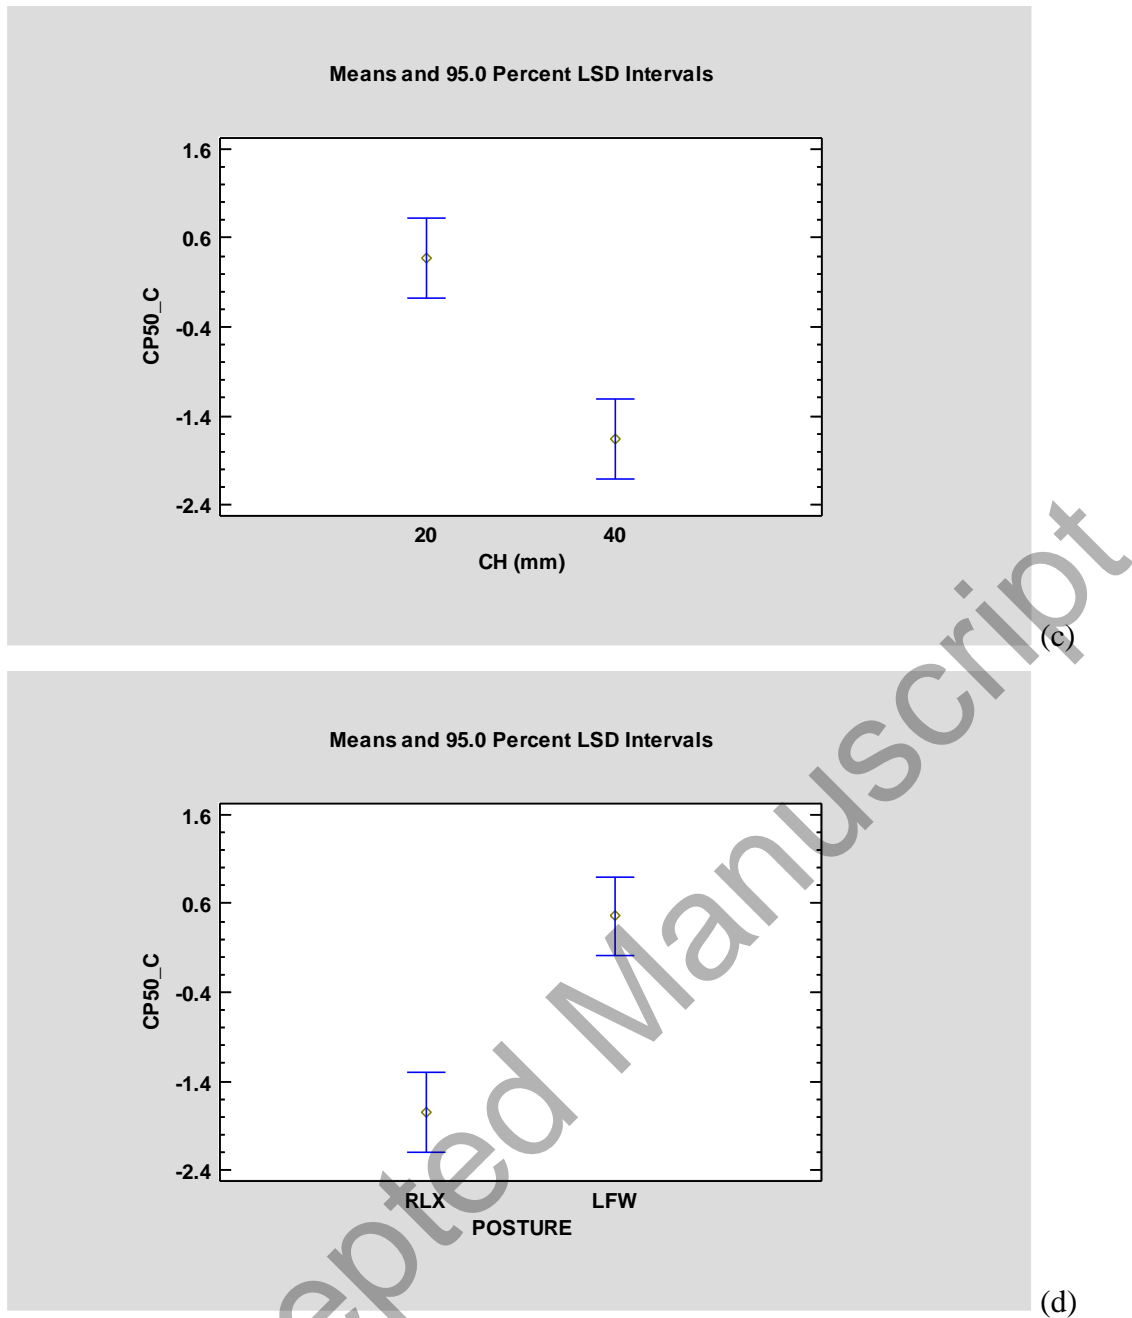 Means and 95.0 Percent LSD Intervals
1.6
0.6
-0.4
-1.4
-2.4
CP50_C
20 40
CH (mm)
(c)
Means and 95.0 Percent LSD Intervals
1.6
0.6
-0.4
-1.4
-2.4
CP50_C
RLX LFW
POSTURE
(d)
epted Manuscript